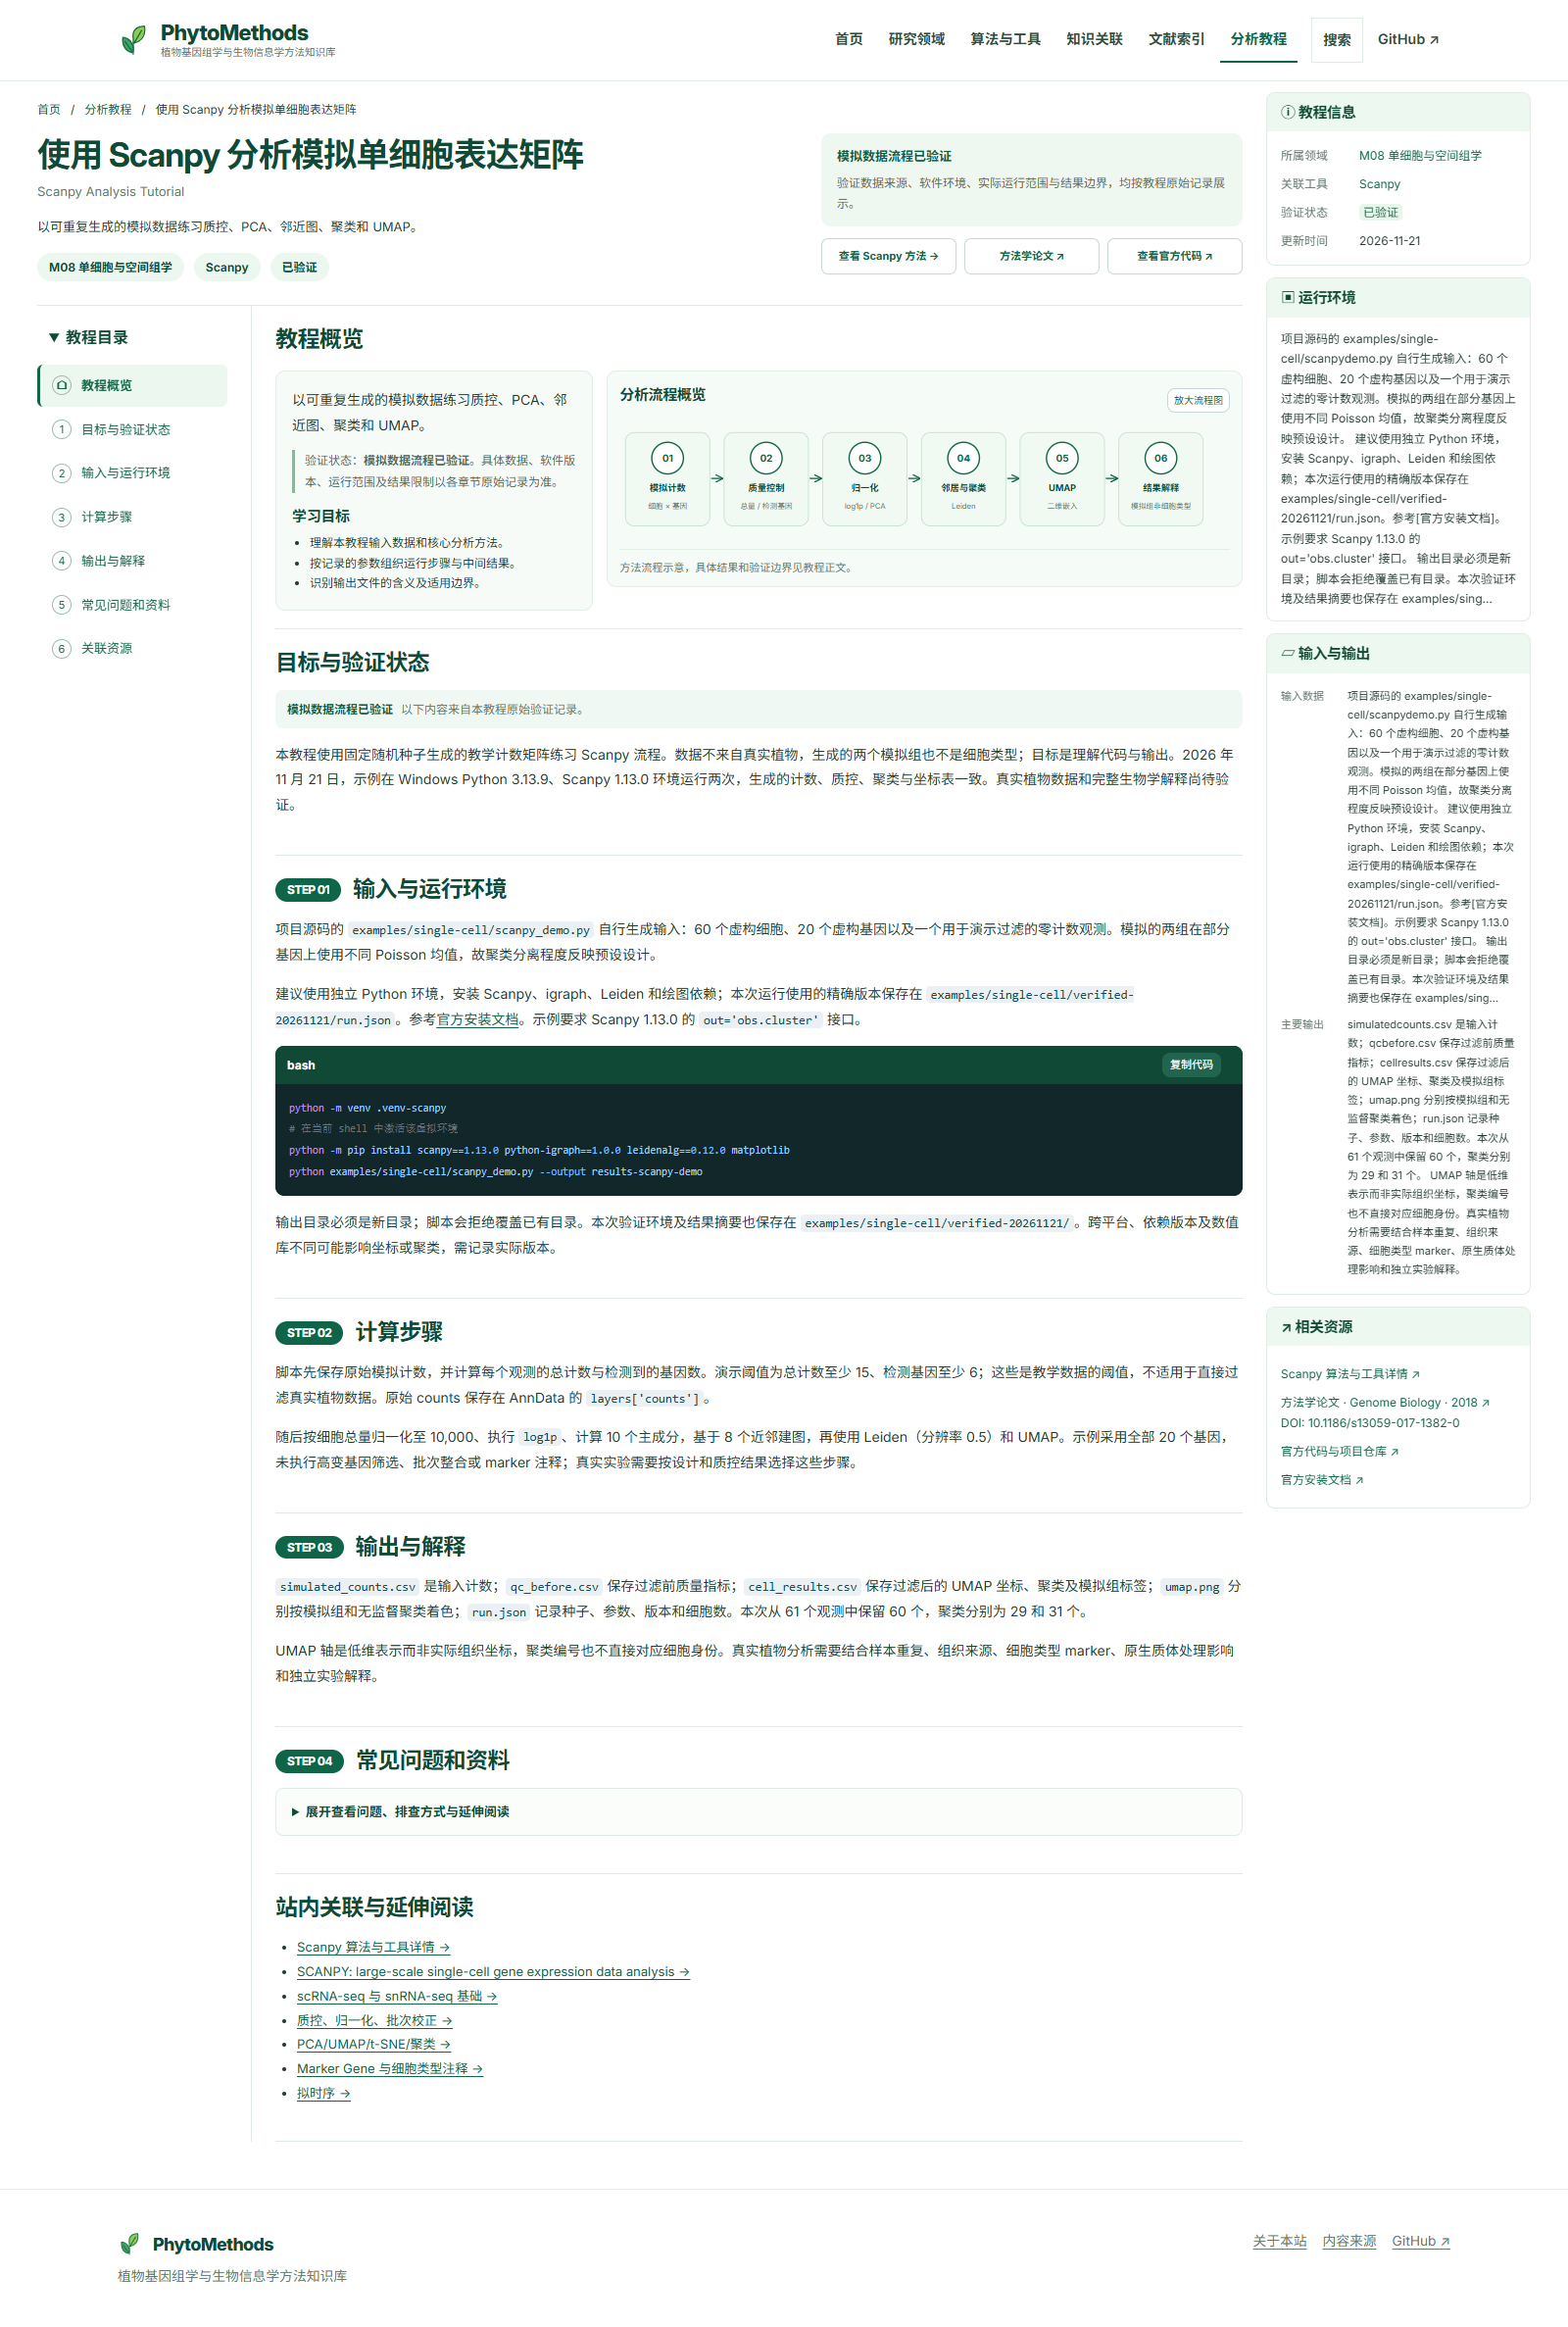 PhytoMethods
植物基因组学与生物信息学方法知识库
首页 研究领域 算法与工具 知识关联 文献索引 分析教程 搜索 GitHub ↗
首页 / 分析教程 / 使用 Scanpy 分析模拟单细胞表达矩阵
使用 Scanpy 分析模拟单细胞表达矩阵
Scanpy Analysis Tutorial
以可重复生成的模拟数据练习质控、PCA、邻近图、聚类和 UMAP。
M08 单细胞与空间组学 Scanpy 已验证
模拟数据流程已验证
验证数据来源、软件环境、实际运行范围与结果边界，均按教程原始记录展
示。
查看 Scanpy 方法 → 方法学论文 ↗ 查看官方代码 ↗
▼ 教程目录
教程概览
1 目标与验证状态
2 输入与运行环境
3 计算步骤
4 输出与解释
5 常见问题和资料
6 关联资源
教程概览
以可重复生成的模拟数据练习质控、PCA、邻
近图、聚类和 UMAP。
验证状态：模拟数据流程已验证。具体数据、软件版
本、运行范围及结果限制以各章节原始记录为准。
学习目标
• 理解本教程输入数据和核心分析方法。
• 按记录的参数组织运行步骤与中间结果。
• 识别输出文件的含义及适用边界。
分析流程概览
放大流程图
01 模拟计数 细胞 × 基因
02 质量控制 总量 / 检测基因
03 归一化 log1p / PCA
04 邻居与聚类 Leiden
05 UMAP 二维嵌入
06 结果解释 模拟组非细胞类型
方法流程示意，具体结果和验证边界见教程正文。
目标与验证状态
模拟数据流程已验证 以下内容来自本教程原始验证记录。
本教程使用固定随机种子生成的教学计数矩阵练习 Scanpy 流程。数据不来自真实植物，生成的两个模拟组也不是细胞类型；目标是理解代码与输出。2026 年
11 月 21 日，示例在 Windows Python 3.13.9、Scanpy 1.13.0 环境运行两次，生成的计数、质控、聚类与坐标表一致。真实植物数据和完整生物学解释尚待验
证。
STEP 01 输入与运行环境
项目源码的 examples/single-cell/scanpy_demo.py 自行生成输入：60 个虚构细胞、20 个虚构基因以及一个用于演示过滤的零计数观测。模拟的两组在部分
基因上使用不同 Poisson 均值，故聚类分离程度反映预设设计。
建议使用独立 Python 环境，安装 Scanpy、igraph、Leiden 和绘图依赖；本次运行使用的精确版本保存在 examples/single-cell/verified-
20261121/run.json。参考官方安装文档。示例要求 Scanpy 1.13.0 的 out='obs.cluster' 接口。
bash 复制代码
python -m venv .venv-scanpy
# 在当前 shell 中激活该虚拟环境
python -m pip install scanpy==1.13.0 python-igraph==1.0.0 leidenalg==0.12.0 matplotlib
python examples/single-cell/scanpy_demo.py --output results-scanpy-demo
输出目录必须是新目录；脚本会拒绝覆盖已有目录。本次验证环境及结果摘要也保存在 examples/single-cell/verified-20261121/。跨平台、依赖版本及数值
库不同可能影响坐标或聚类，需记录实际版本。
STEP 02 计算步骤
脚本先保存原始模拟计数，并计算每个观测的总计数与检测到的基因数。演示阈值为总计数至少 15、检测基因至少 6；这些是教学数据的阈值，不适用于直接过
滤真实植物数据。原始 counts 保存在 AnnData 的 layers['counts']。
随后按细胞总量归一化至 10,000、执行 log1p、计算 10 个主成分，基于 8 个近邻建图，再使用 Leiden（分辨率 0.5）和 UMAP。示例采用全部 20 个基因，
未执行高变基因筛选、批次整合或 marker 注释；真实实验需要按设计和质控结果选择这些步骤。
STEP 03 输出与解释
simulated_counts.csv 是输入计数；qc_before.csv 保存过滤前质量指标；cell_results.csv 保存过滤后的 UMAP 坐标、聚类及模拟组标签；umap.png 分
别按模拟组和无监督聚类着色；run.json 记录种子、参数、版本和细胞数。本次从 61 个观测中保留 60 个，聚类分别为 29 和 31 个。
UMAP 轴是低维表示而非实际组织坐标，聚类编号也不直接对应细胞身份。真实植物分析需要结合样本重复、组织来源、细胞类型 marker、原生质体处理影响
和独立实验解释。
STEP 04 常见问题和资料
▶ 展开查看问题、排查方式与延伸阅读
站内关联与延伸阅读
• Scanpy 算法与工具详情 →
• SCANPY: large-scale single-cell gene expression data analysis →
• scRNA-seq 与 snRNA-seq 基础 →
• 质控、归一化、批次校正 →
• PCA/UMAP/t-SNE/聚类 →
• Marker Gene 与细胞类型注释 →
• 拟时序 →
教程信息
所属领域 M08 单细胞与空间组学
关联工具 Scanpy
验证状态 已验证
更新时间 2026-11-21
运行环境
项目源码的 examples/single-
cell/scanpydemo.py 自行生成输入：60 个
虚构细胞、20 个虚构基因以及一个用于演示
过滤的零计数观测。模拟的两组在部分基因上
使用不同 Poisson 均值，故聚类分离程度反
映预设设计。 建议使用独立 Python 环境，
安装 Scanpy、igraph、Leiden 和绘图依
赖；本次运行使用的精确版本保存在
examples/single-cell/verified-
20261121/run.json。参考[官方安装文档]。
示例要求 Scanpy 1.13.0 的
out='obs.cluster' 接口。 输出目录必须是新
目录；脚本会拒绝覆盖已有目录。本次验证环
境及结果摘要也保存在 examples/sing...
输入与输出
输入数据 项目源码的 examples/single-
cell/scanpydemo.py 自行生成输
入：60 个虚构细胞、20 个虚构基
因以及一个用于演示过滤的零计数
观测。模拟的两组在部分基因上使
用不同 Poisson 均值，故聚类分离
程度反映预设设计。 建议使用独立
Python 环境，安装 Scanpy、
igraph、Leiden 和绘图依赖；本次
运行使用的精确版本保存在
examples/single-cell/verified-
20261121/run.json。参考[官方安
装文档]。示例要求 Scanpy 1.13.0
的 out='obs.cluster' 接口。 输出
目录必须是新目录；脚本会拒绝覆
盖已有目录。本次验证环境及结果
摘要也保存在 examples/sing...
主要输出 simulatedcounts.csv 是输入计
数；qcbefore.csv 保存过滤前质量
指标；cellresults.csv 保存过滤后
的 UMAP 坐标、聚类及模拟组标
签；umap.png 分别按模拟组和无
监督聚类着色；run.json 记录种
子、参数、版本和细胞数。本次从
61 个观测中保留 60 个，聚类分别
为 29 和 31 个。 UMAP 轴是低维
表示而非实际组织坐标，聚类编号
也不直接对应细胞身份。真实植物
分析需要结合样本重复、组织来
源、细胞类型 marker、原生质体处
理影响和独立实验解释。
↗ 相关资源
Scanpy 算法与工具详情 ↗
方法学论文 · Genome Biology · 2018 ↗
DOI: 10.1186/s13059-017-1382-0
官方代码与项目仓库 ↗
官方安装文档 ↗
PhytoMethods
植物基因组学与生物信息学方法知识库
关于本站 内容来源 GitHub ↗